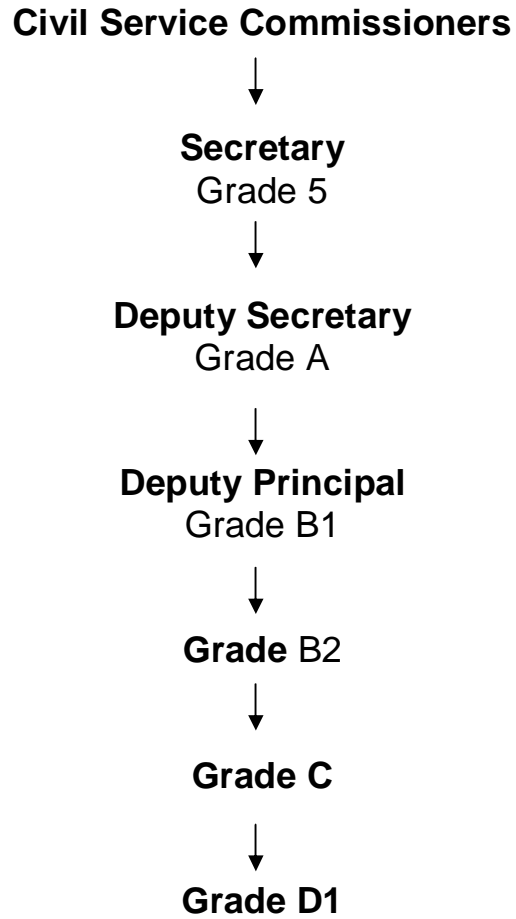 Civil Service Commissioners
Secretary
Grade 5
Deputy Secretary
Grade A
Deputy Principal
Grade B1
Grade B2
Grade C
Grade D1